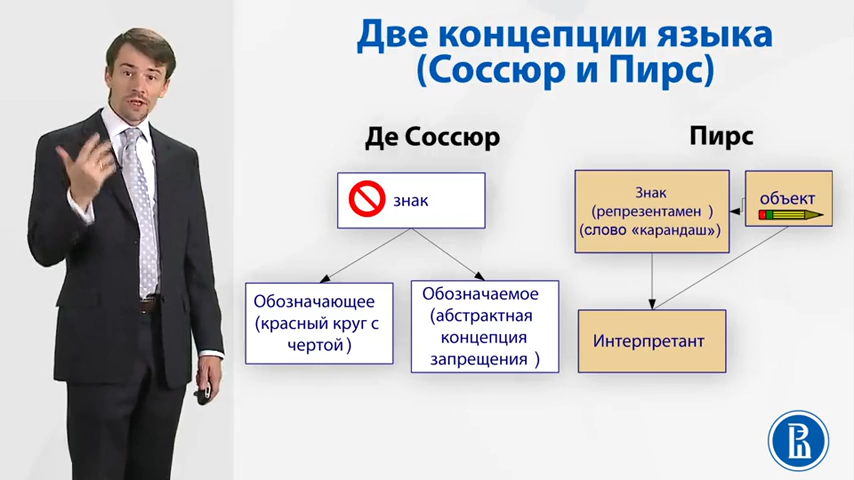 Две концепции языка
(Соссюр и Пирс)
Де Соссюр
Пирс
знак
Обозначающее
(красный круг с
чертой )
Обозначаемое
(абстрактная
концепция
запрещения )
Знак
(репрезентамен )
(слово «карандаш»)
объект
Интерпретант